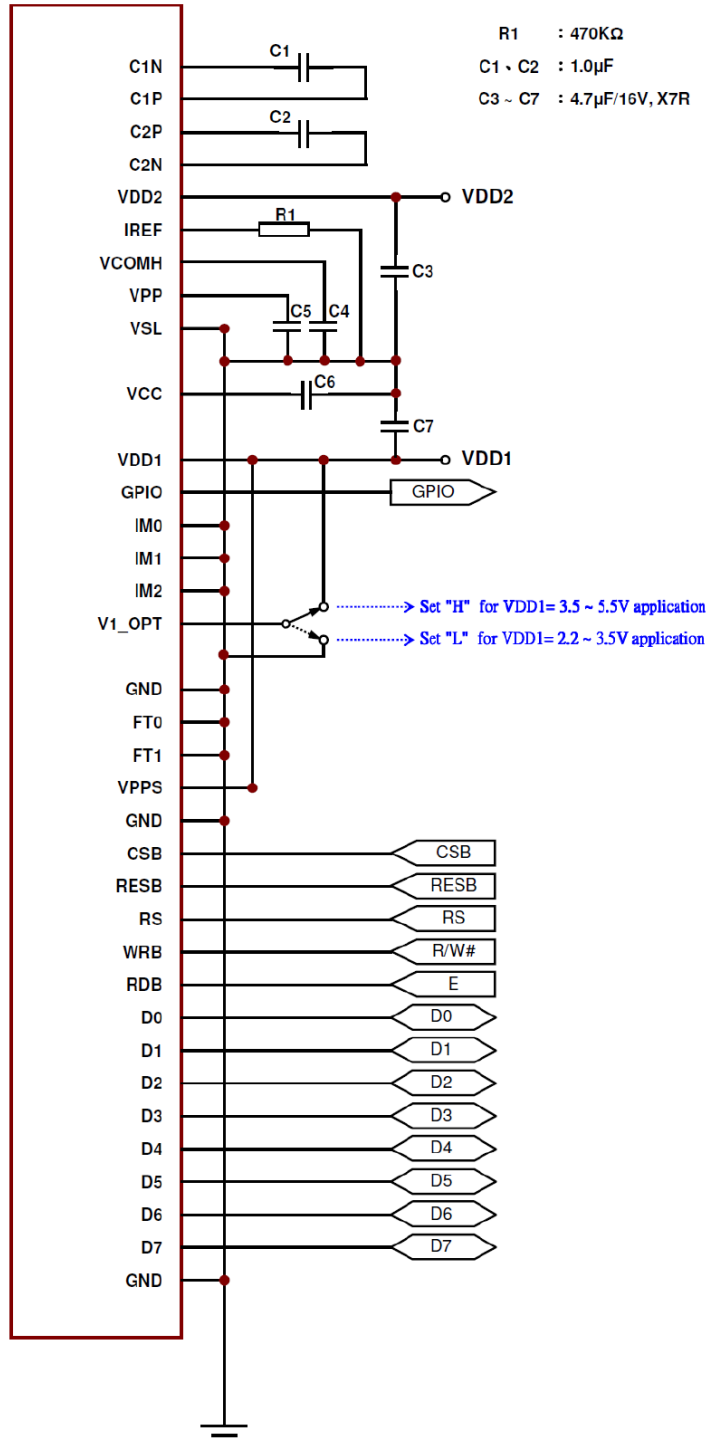 R1 : 470KΩ
C1、C2 : 1.0µF
C3 ~ C7 : 4.7µF/16V, X7R
C1N
C1
C1P
C2P
C2
C2N
VDD2
VDD2
IREF
R1
VCOMH
C3
VPP
C5
C4
VSL
VCC
C6
C7
VDD1
VDD1
GPIO
GPIO
IM0
IM1
IM2
Set "H" for VDD1= 3.5 ~ 5.5V application
V1_OPT
Set "L" for VDD1= 2.2 ~ 3.5V application
GND
FT0
FT1
VPPS
GND
CSB
CSB
RESB
RESB
RS
RS
WRB
R/W#
RDB
E
D0
D0
D1
D1
D2
D2
D3
D3
D4
D4
D5
D5
D6
D6
D7
D7
GND